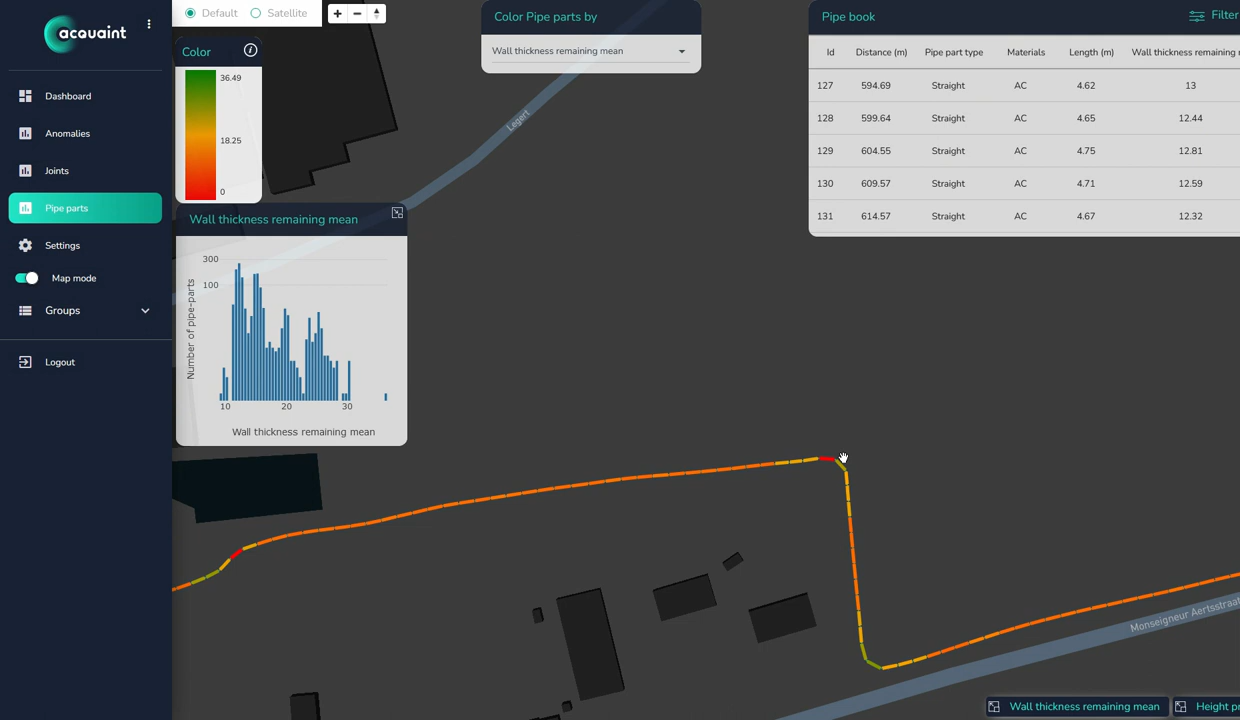 acquaint
Dashboard
Anomalies
Joints
Pipe parts
Settings
Map mode
Groups
Logout
Default
Satellite
Color
36.49
18.25
0
Wall thickness remaining mean
300
100
Number of pipe-parts
10 20 30
Wall thickness remaining mean
Color Pipe parts by
Wall thickness remaining mean
Legert
Pipe book
Filter
Id Distance (m) Pipe part type Materials Length (m) Wall thickness remaining
127 594.69 Straight AC 4.62 13
128 599.64 Straight AC 4.65 12.44
129 604.55 Straight AC 4.75 12.81
130 609.57 Straight AC 4.71 12.59
131 614.57 Straight AC 4.67 12.32
Monseigneur Aertsstraat
Wall thickness remaining mean
Height